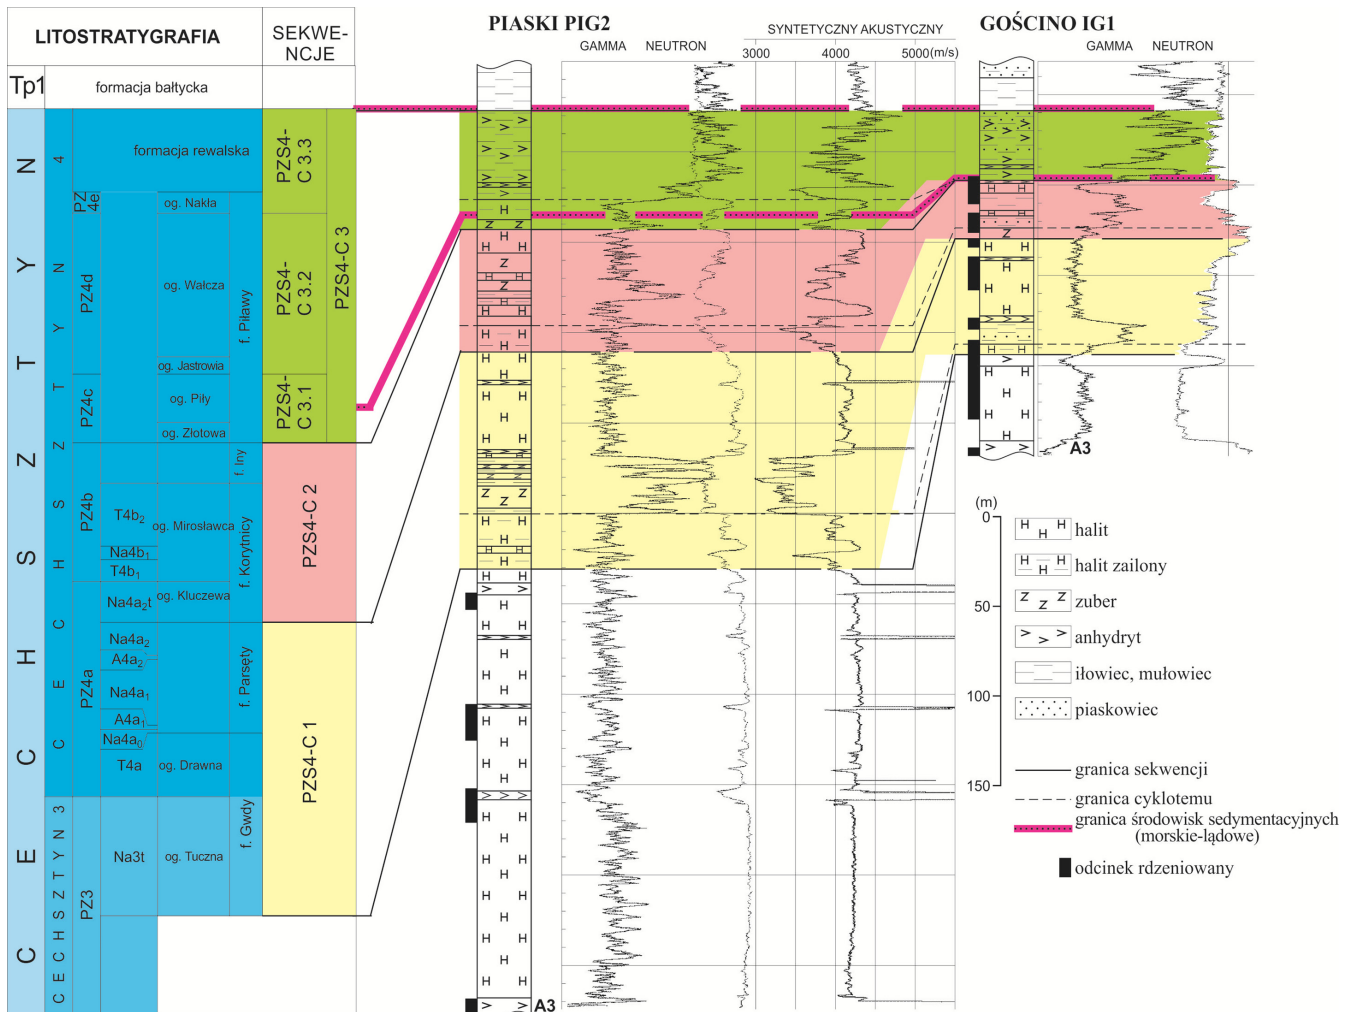 LITOSTRATYGRAFIA
SEKWE-
NCJE
PIASKI PIG2
GAMMA
NEUTRON
SYNTETYCZNY AKUSTYCZNY
3000
4000
5000(m/s)
GOŚCINO IG1
GAMMA
NEUTRON
Tp1
formacja bałtycka
CECHSZTYN
CECHSZTYN 4
CECHSZTYN 3
formacja rewalska
PZ4e
og. Nakła
PZ4d
og. Wałcza
og. Jastrowia
f. Piławy
PZ4c
og. Piły
og. Złotowa
PZ4b
f. Iny
T4b2
og. Mirosławca
Na4b1
T4b1
f. Korytnicy
PZ4a
Na4a2t
og. Kluczewa
Na4a2
A4a2
Na4a1
A4a1
Na4a0
f. Parsęty
T4a
og. Drawna
PZ3
Na3t
og. Tuczna
f. Gwdy
PZS4-C 3.3
PZS4-C 3.2
PZS4-C 3.1
PZS4-C 3
PZS4-C 2
PZS4-C 1
A3
A3
(m)
0
50
100
150
halit
halit zailony
zuber
anhydryt
iłowiec, mułowiec
piaskowiec
granica sekwencji
granica cyklotemu
granica środowisk sedymentacyjnych
(morskie-lądowe)
odcinek rdzeniowany